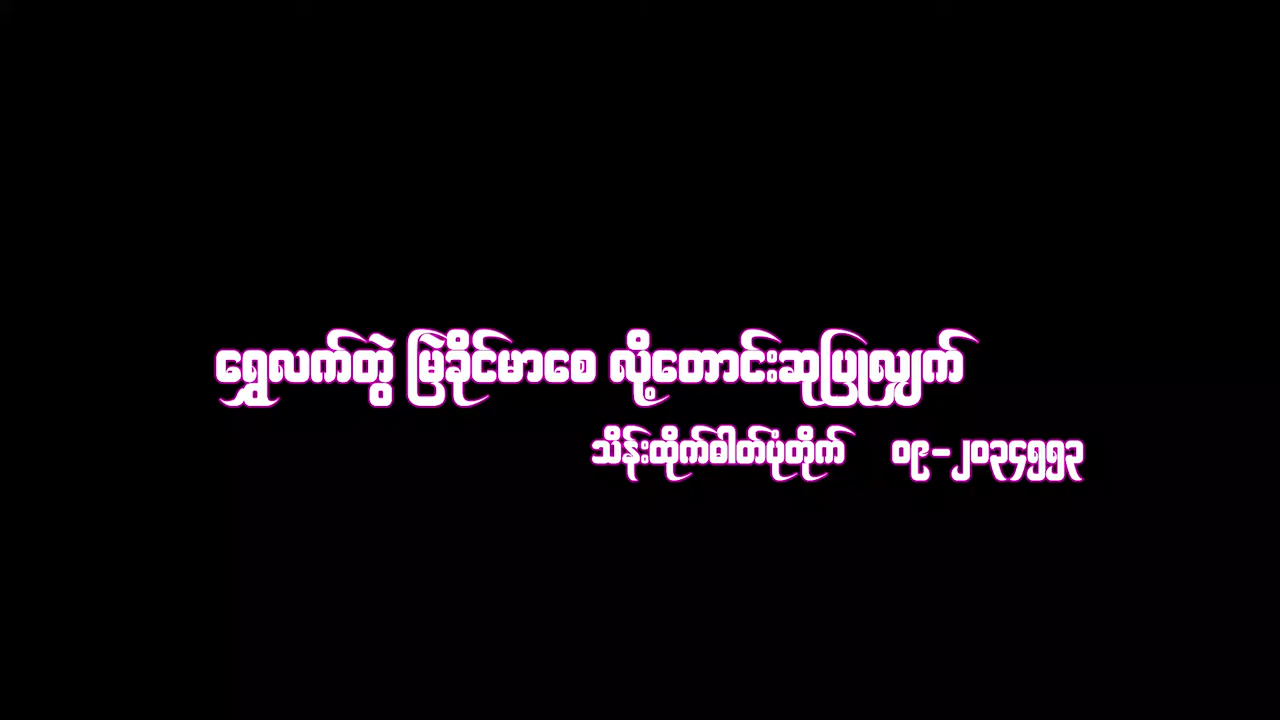 ရွှေလက်တွဲ မြဲခိုင်မာစေ လို့တောင်းဆုပြုလျှက်
သိန်းထိုက်ဓါတ်ပုံတိုက် ၀၉-၂၀၃၄၅၅၃